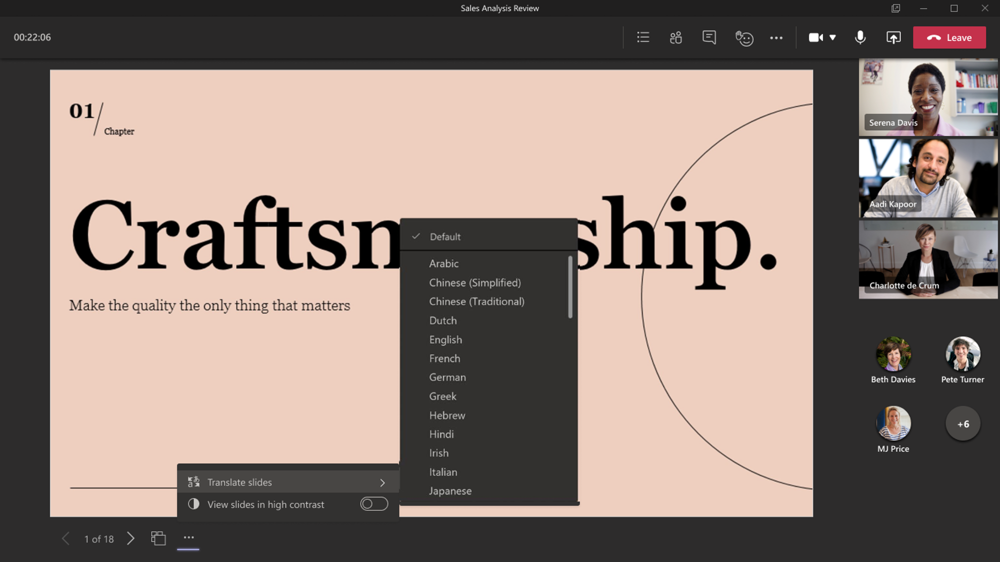 Sales Analysis Review
00:22:06
Leave
01
Chapter
Craftsm ship.
Make the quality the only thing that matters
Default
Arabic
Chinese (Simplified)
Chinese (Traditional)
Dutch
English
French
German
Greek
Hebrew
Hindi
Irish
Italian
Japanese
Translate slides
View slides in high contrast
1 of 18
Serena Davis
Aadi Kapoor
Charlotte de Crum
Beth Davies
Pete Turner
MJ Price
+6